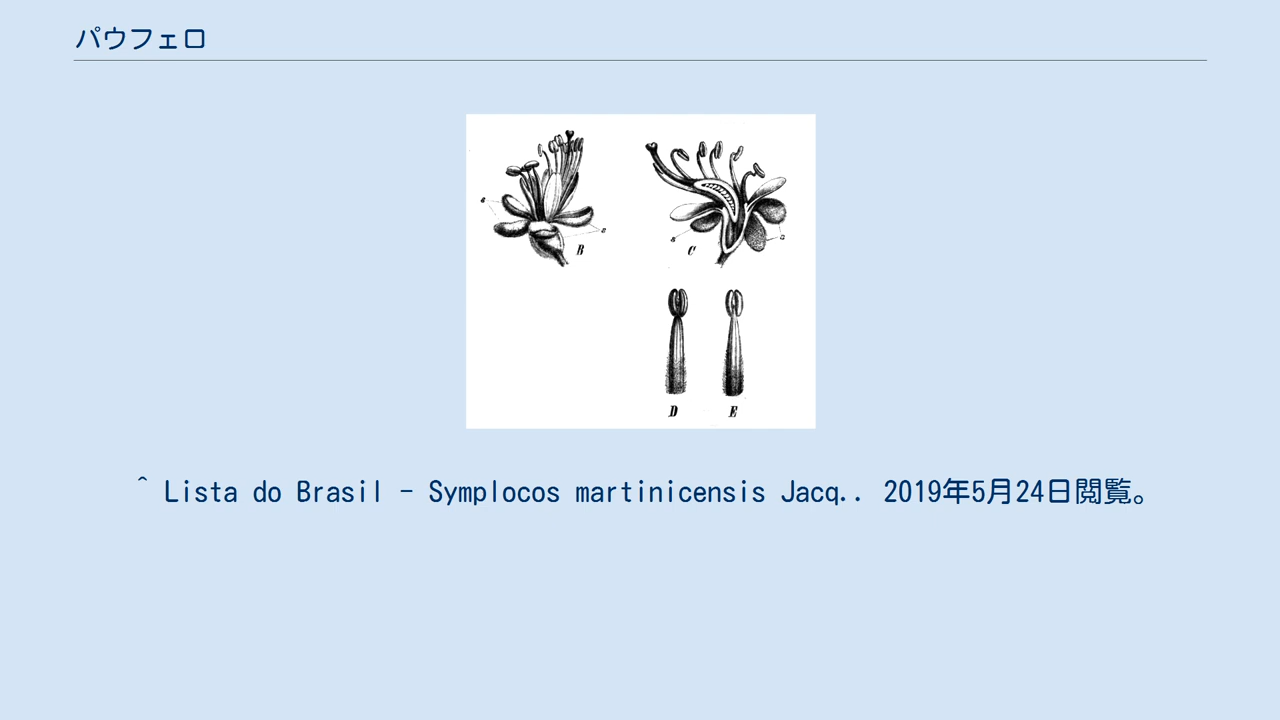 パウフェロ
a
c
B
s
a
C
D
E
^ Lista do Brasil - Symplocos martinicensis Jacq.. 2019年5月24日閲覧。